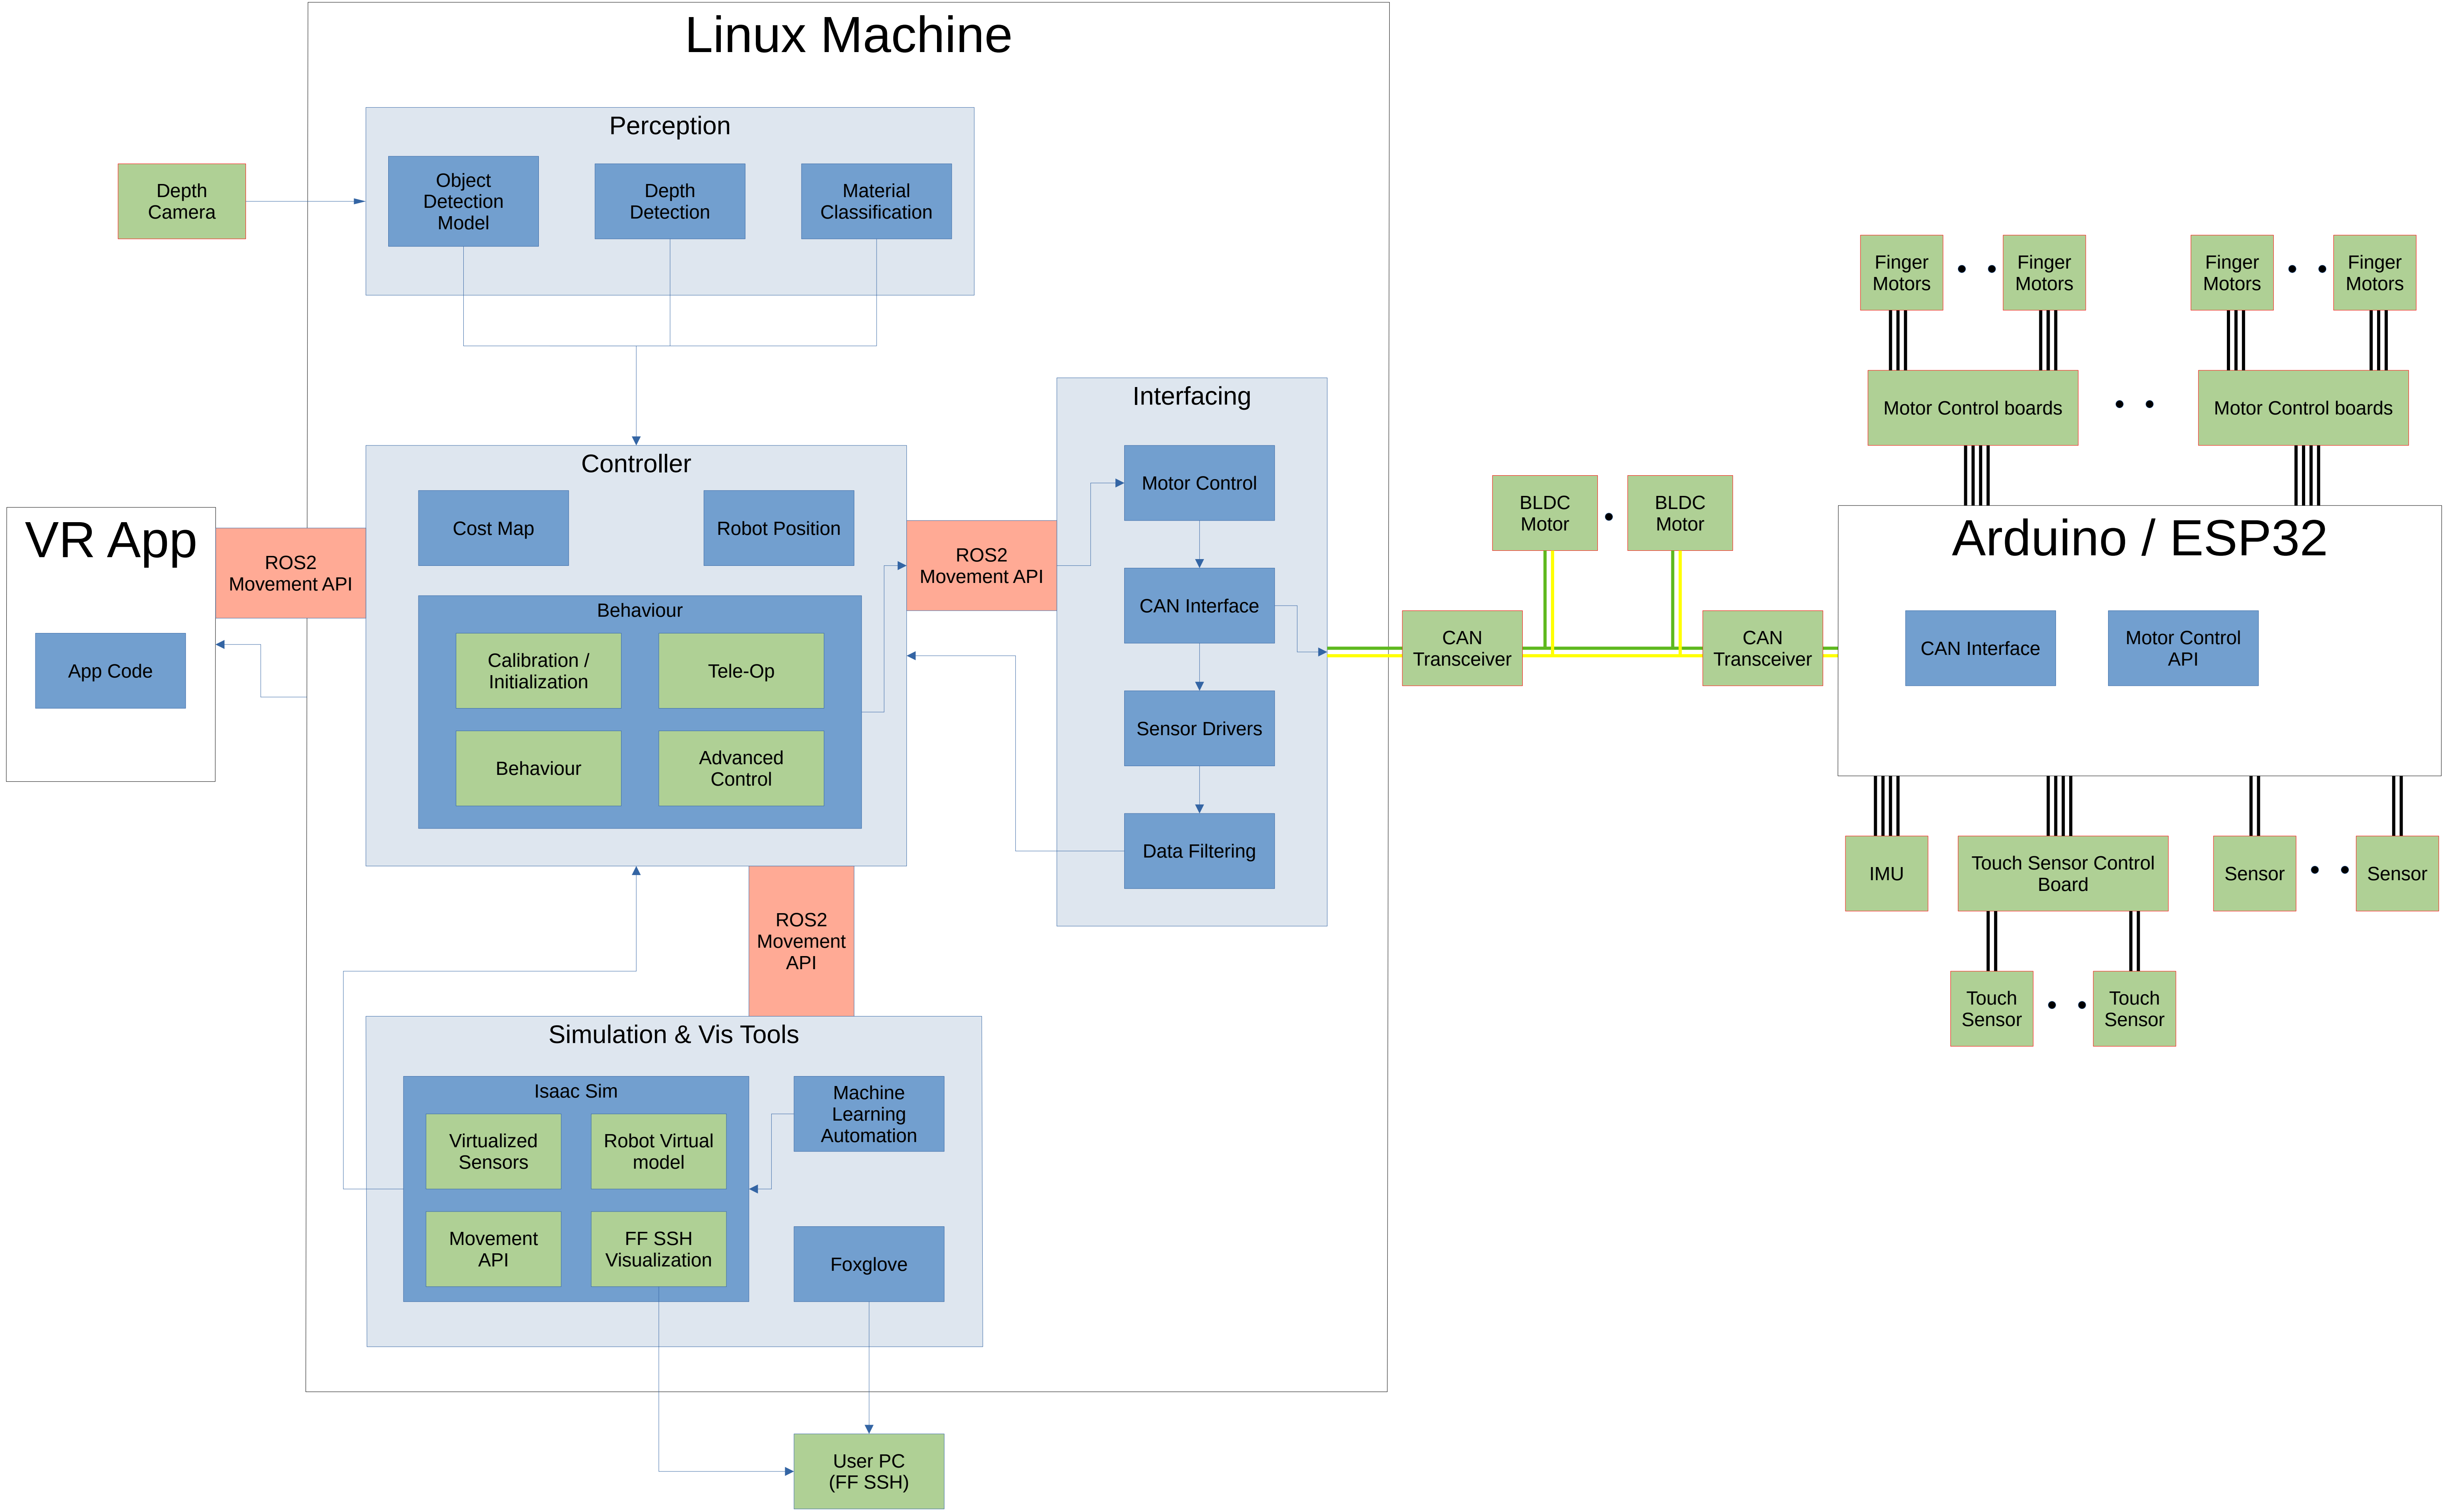 Linux Machine
Perception
Depth
Camera
Object
Detection
Model
Depth
Detection
Material
Classification
Controller
Cost Map
Robot Position
Behaviour
Calibration /
Initialization
Tele-Op
Behaviour
Advanced
Control
VR App
App Code
ROS2
Movement API
ROS2
Movement API
Interfacing
Motor Control
CAN Interface
Sensor Drivers
Data Filtering
ROS2
Movement
API
Simulation & Vis Tools
Isaac Sim
Virtualized
Sensors
Robot Virtual
model
Movement
API
FF SSH
Visualization
Machine
Learning
Automation
Foxglove
User PC
(FF SSH)
CAN
Transceiver
BLDC
Motor
BLDC
Motor
CAN
Transceiver
Finger
Motors
Finger
Motors
Finger
Motors
Finger
Motors
Motor Control boards
Motor Control boards
Arduino / ESP32
CAN Interface
Motor Control
API
IMU
Touch Sensor Control
Board
Sensor
Sensor
Touch
Sensor
Touch
Sensor